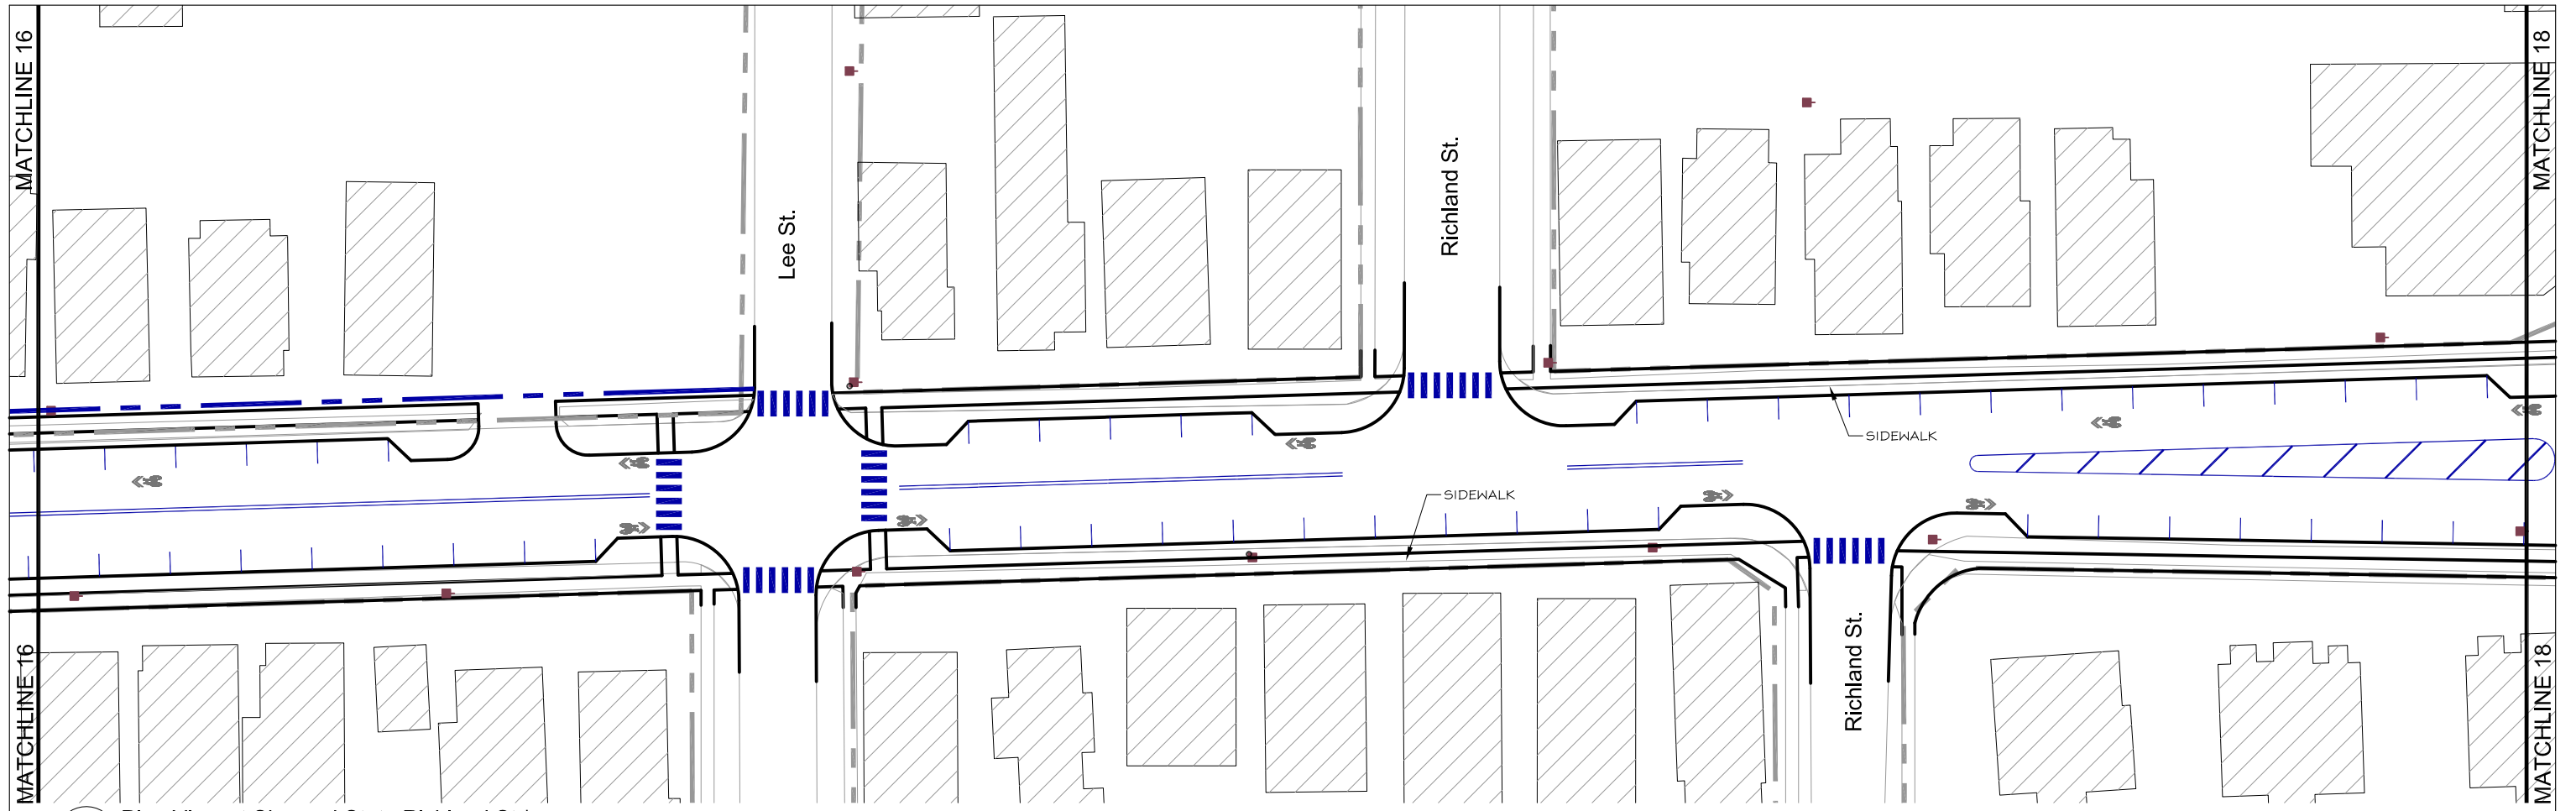 MATCHLINE 16
MATCHLINE 18
Lee St.
Richland St.
SIDEWALK
SIDEWALK
Richland St.
MATCHLINE 16
MATCHLINE 18